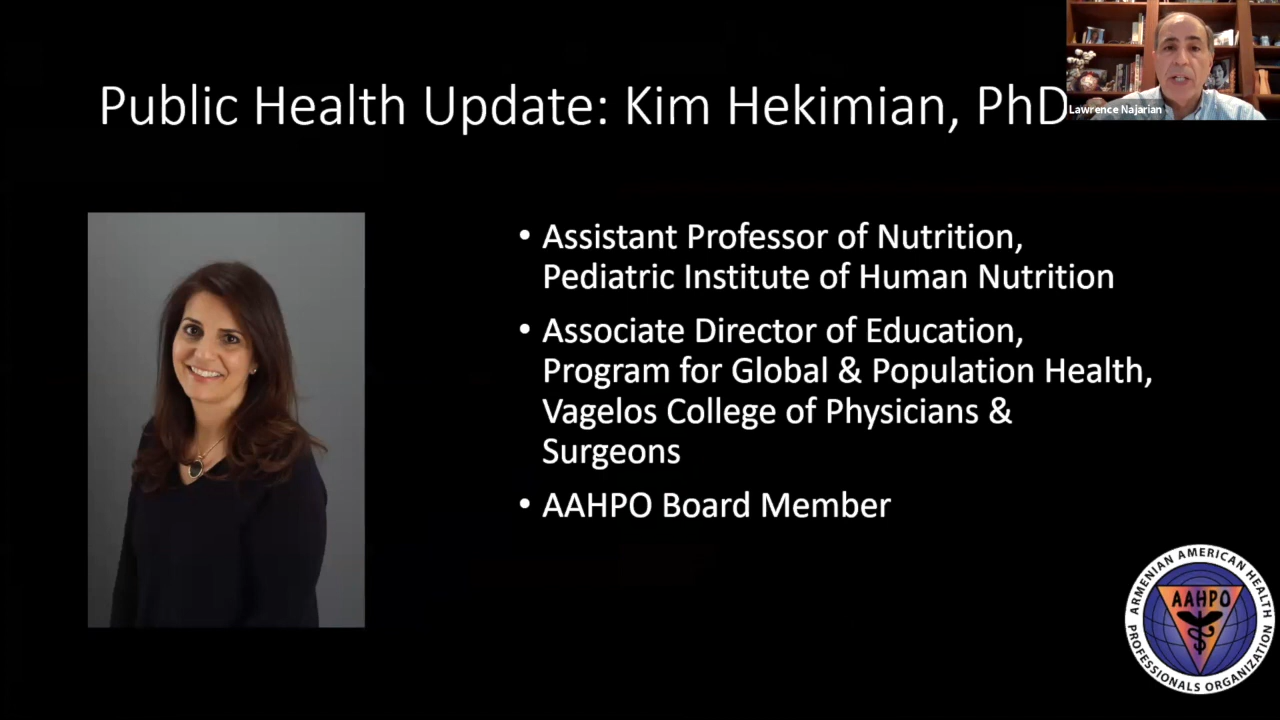 Public Health Update: Kim Hekimian, PhD
Lawrence Najarian
• Assistant Professor of Nutrition,
Pediatric Institute of Human Nutrition
• Associate Director of Education,
Program for Global & Population Health,
Vagelos College of Physicians &
Surgeons
• AAHPO Board Member
ARMENIAN AMERICAN HEALTH
AAHPO
PROFESSIONALS ORGANIZATION